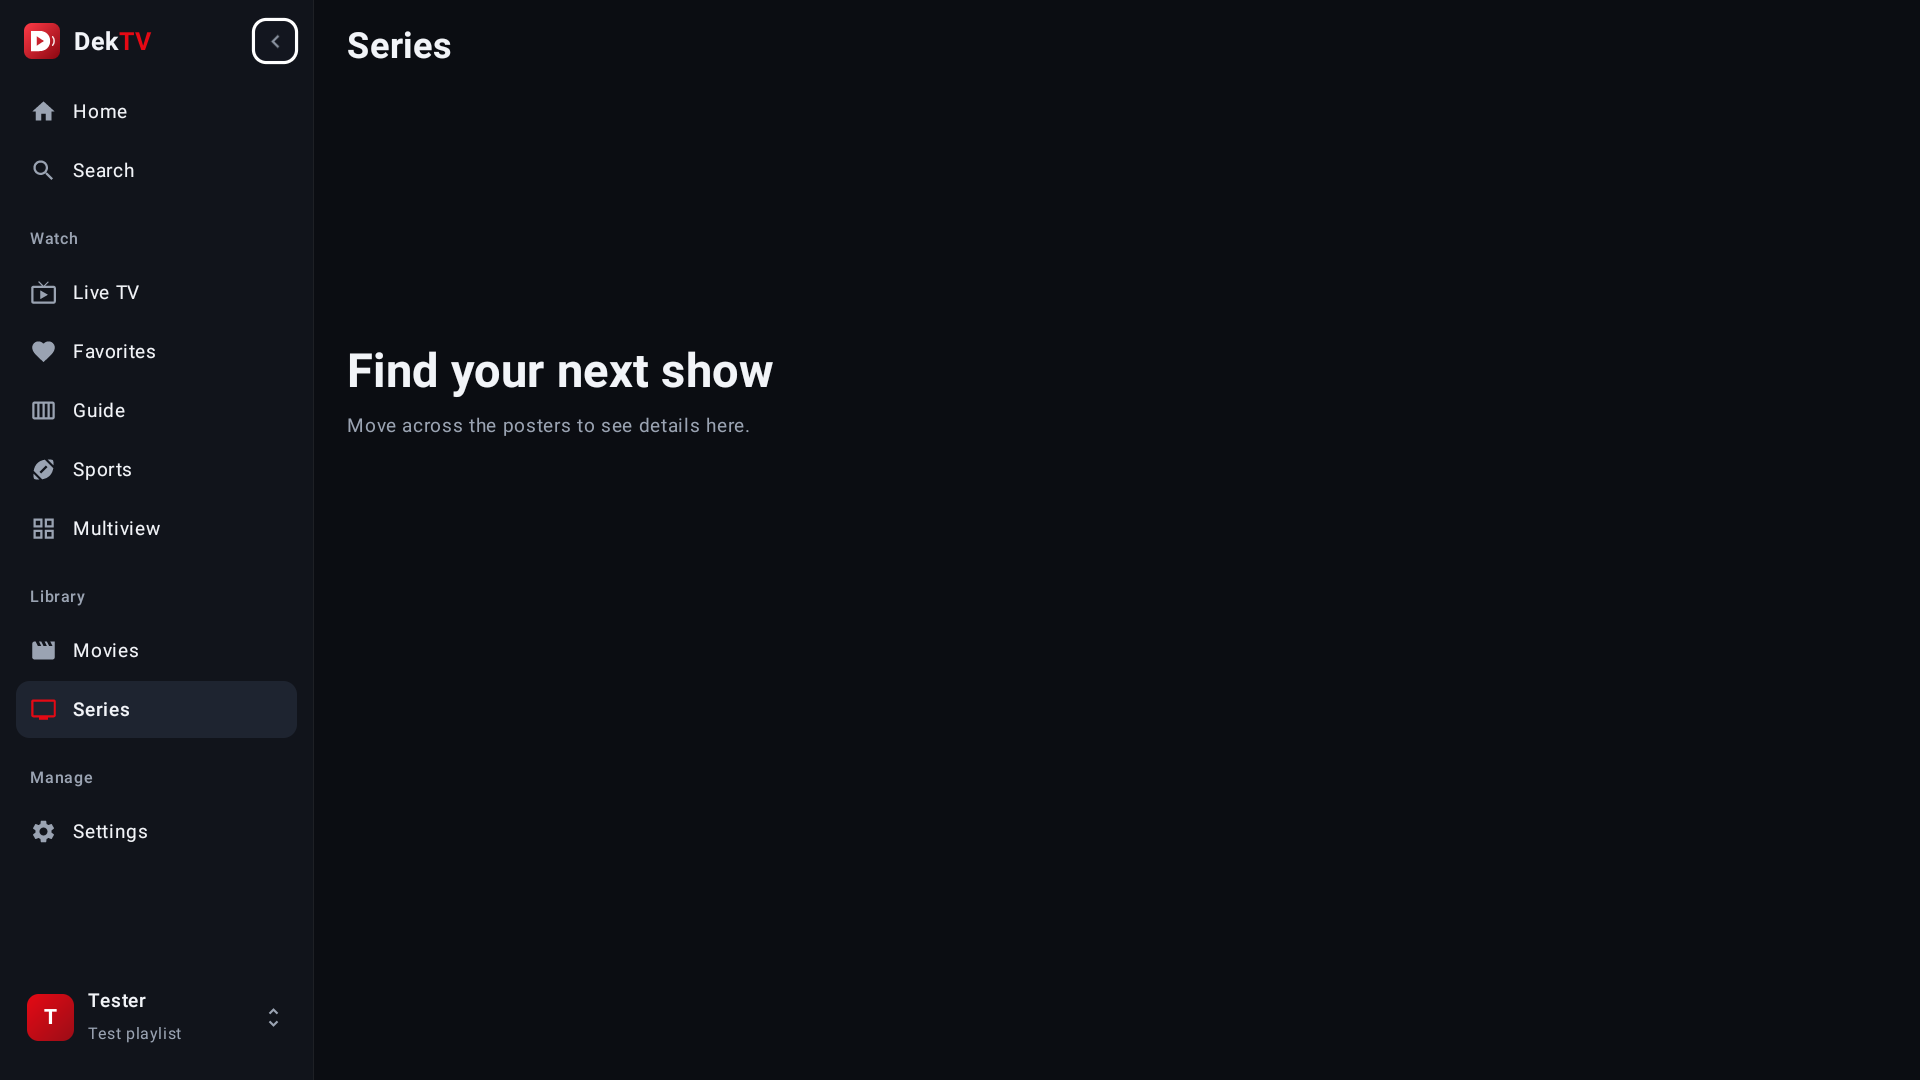 DekTV
Home
Search
Watch
Live TV
Favorites
Guide
Sports
Multiview
Library
Movies
Series
Manage
Settings
T
Tester
Test playlist
Series
Find your next show
Move across the posters to see details here.